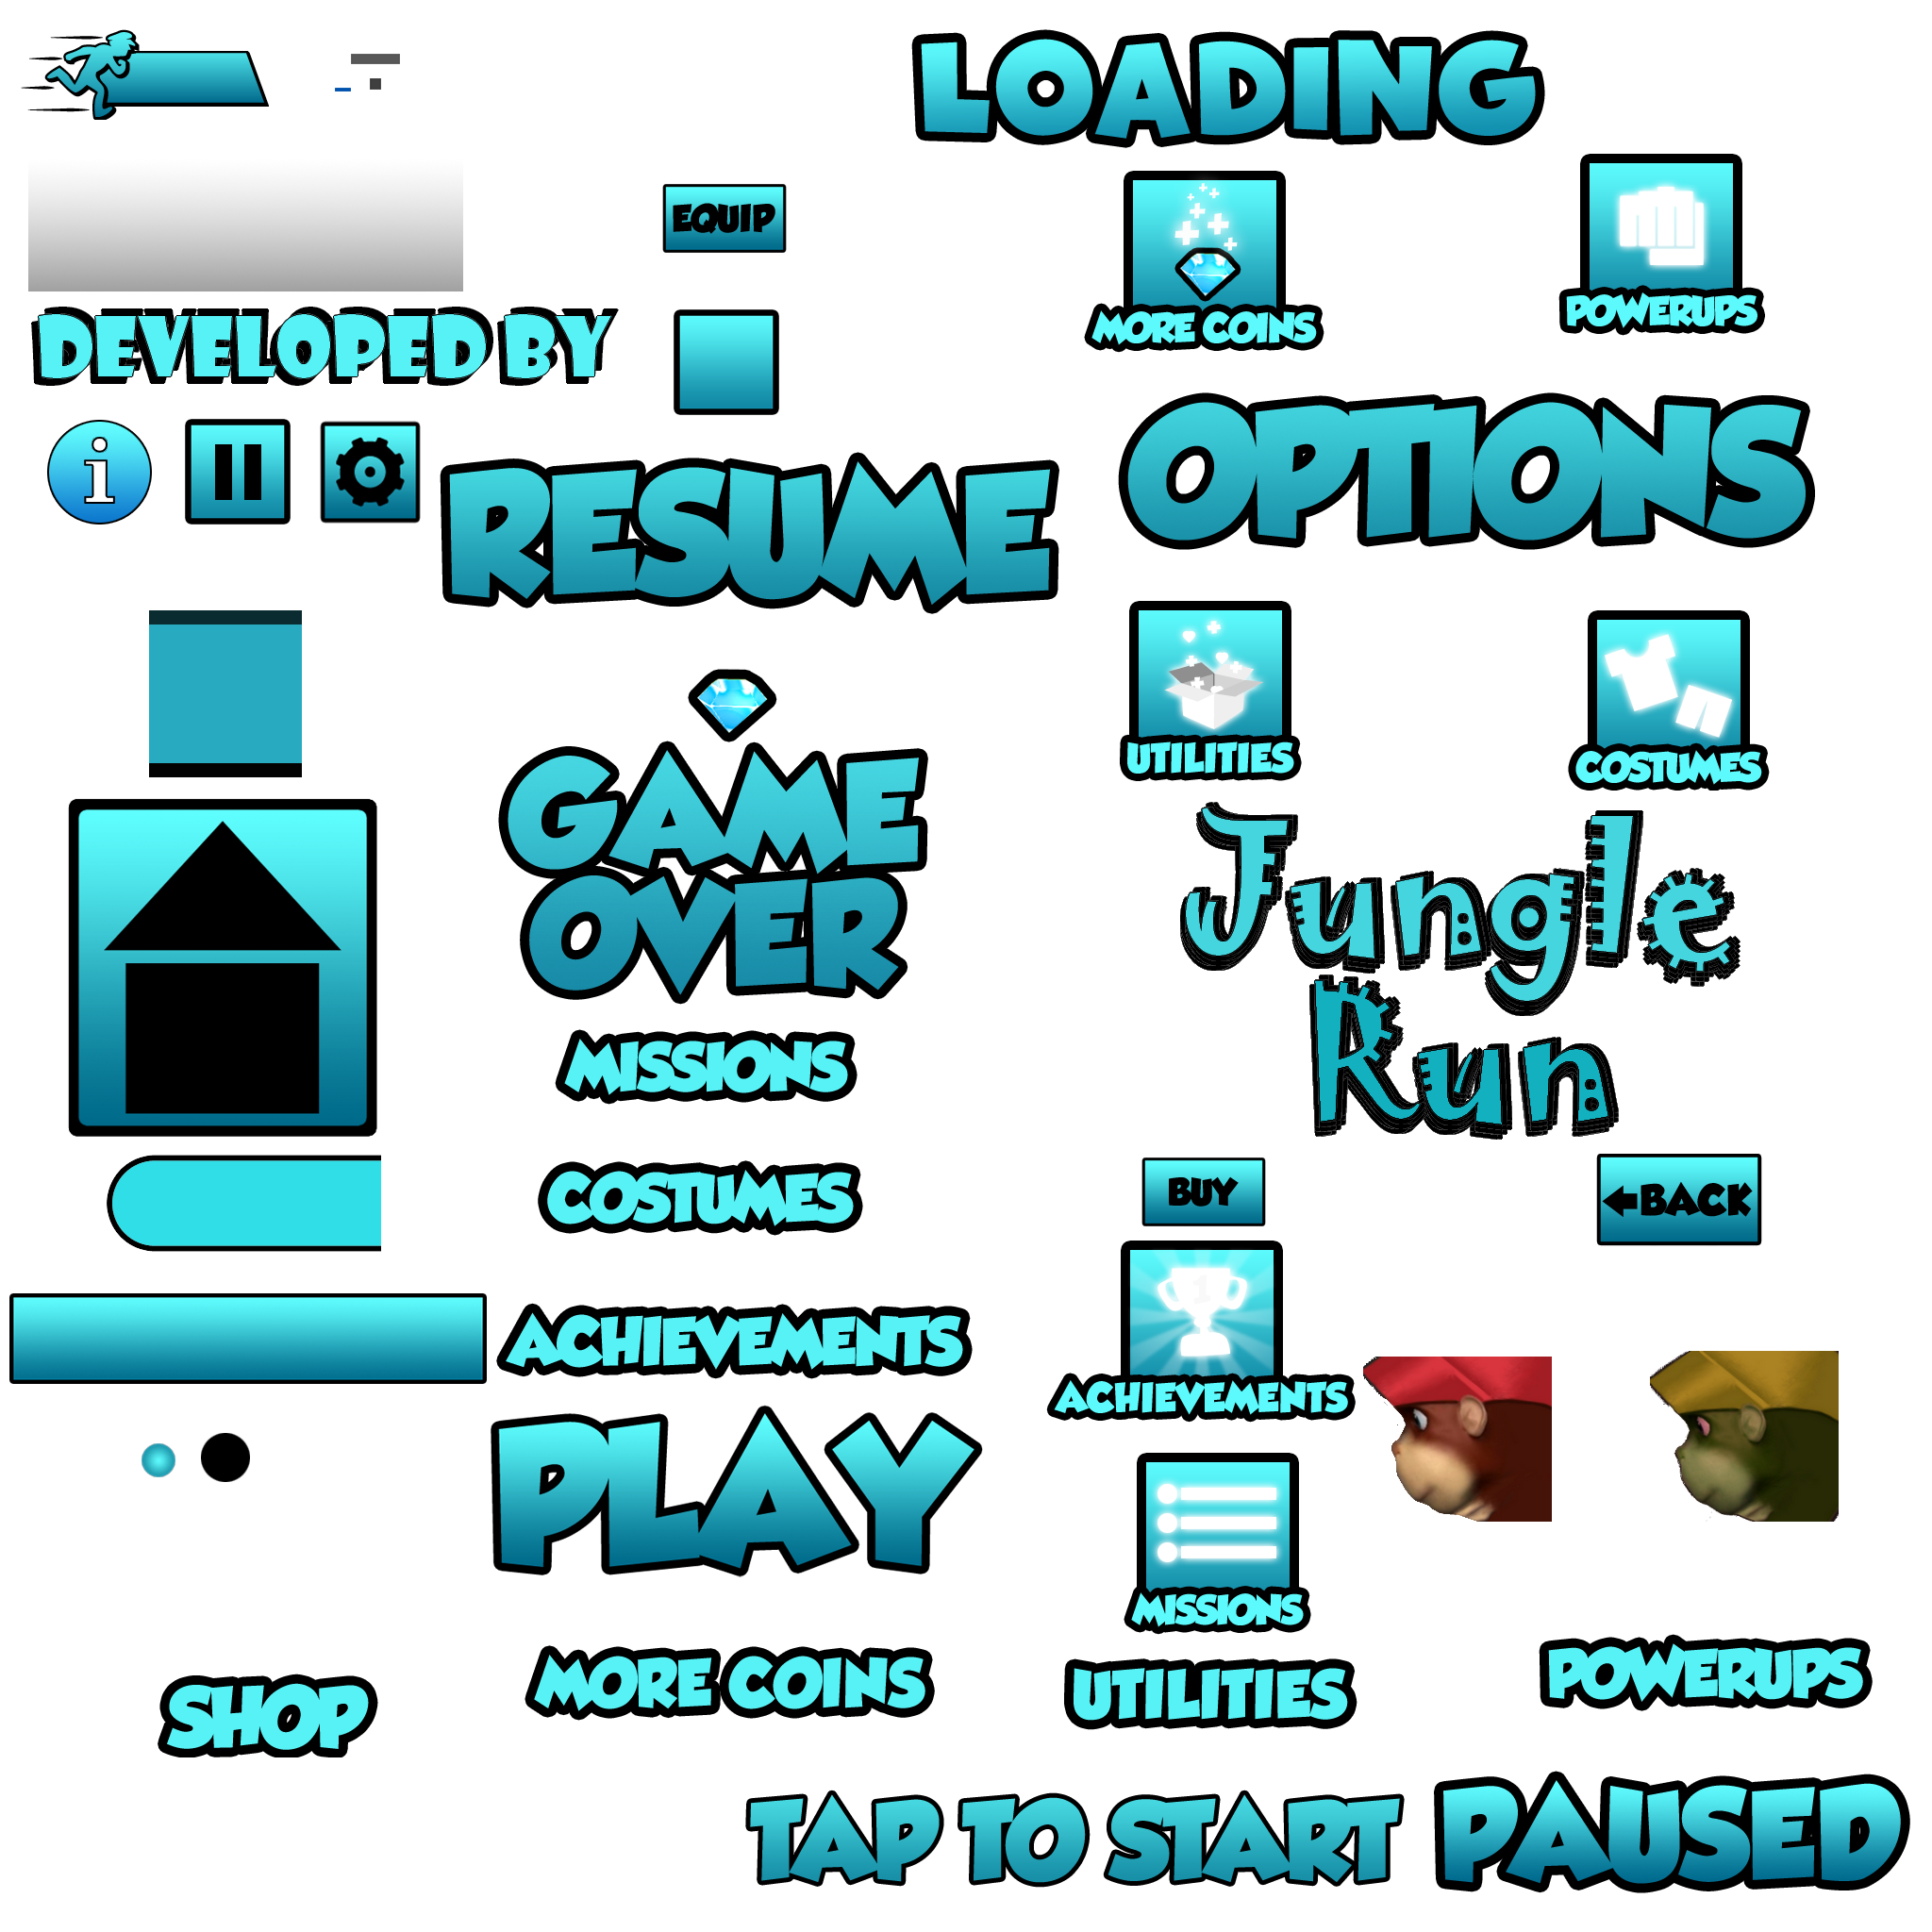 LOADING
EQUIP
MORE COINS
POWERUPS
DEVELOPED BY
i
OPTIONS
RESUME
UTILITIES
COSTUMES
GAME
OVER
Jungle
Run
MISSIONS
COSTUMES
BUY
BACK
1
ACHIEVEMENTS
ACHIEVEMENTS
PLAY
MISSIONS
MORE COINS
UTILITIES
POWERUPS
SHOP
TAP TO START
PAUSED